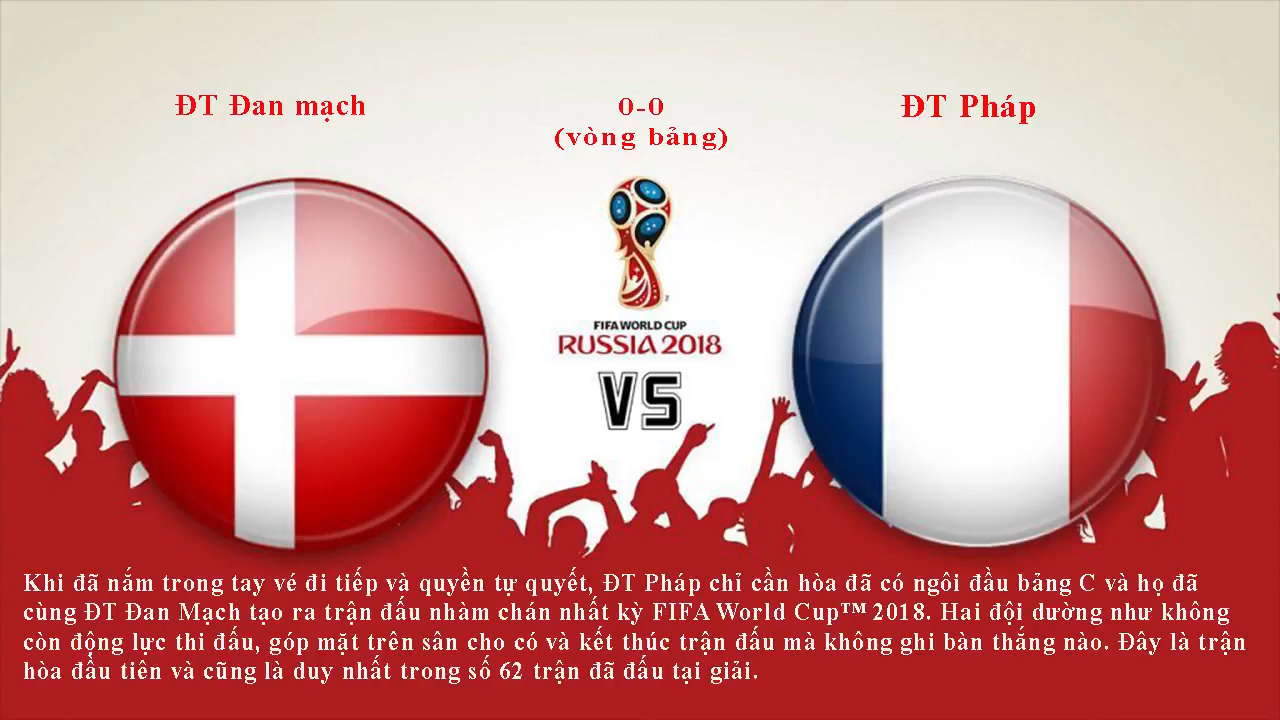 ĐT Đan mạch
0-0
(vòng bảng)
ĐT Pháp
FIFA WORLD CUP
RUSSIA 2018
VS
Khi đã nắm trong tay vé đi tiếp và quyền tự quyết, ĐT Pháp chỉ cần hòa đã có ngôi đầu bảng C và họ đã
cùng ĐT Đan Mạch tạo ra trận đấu nhàm chán nhất kỳ FIFA World Cup™ 2018. Hai đội dường như không
còn động lực thi đấu, góp mặt trên sân cho có và kết thúc trận đấu mà không ghi bàn thắng nào. Đây là trận
hòa đầu tiên và cũng là duy nhất trong số 62 trận đã đấu tại giải.